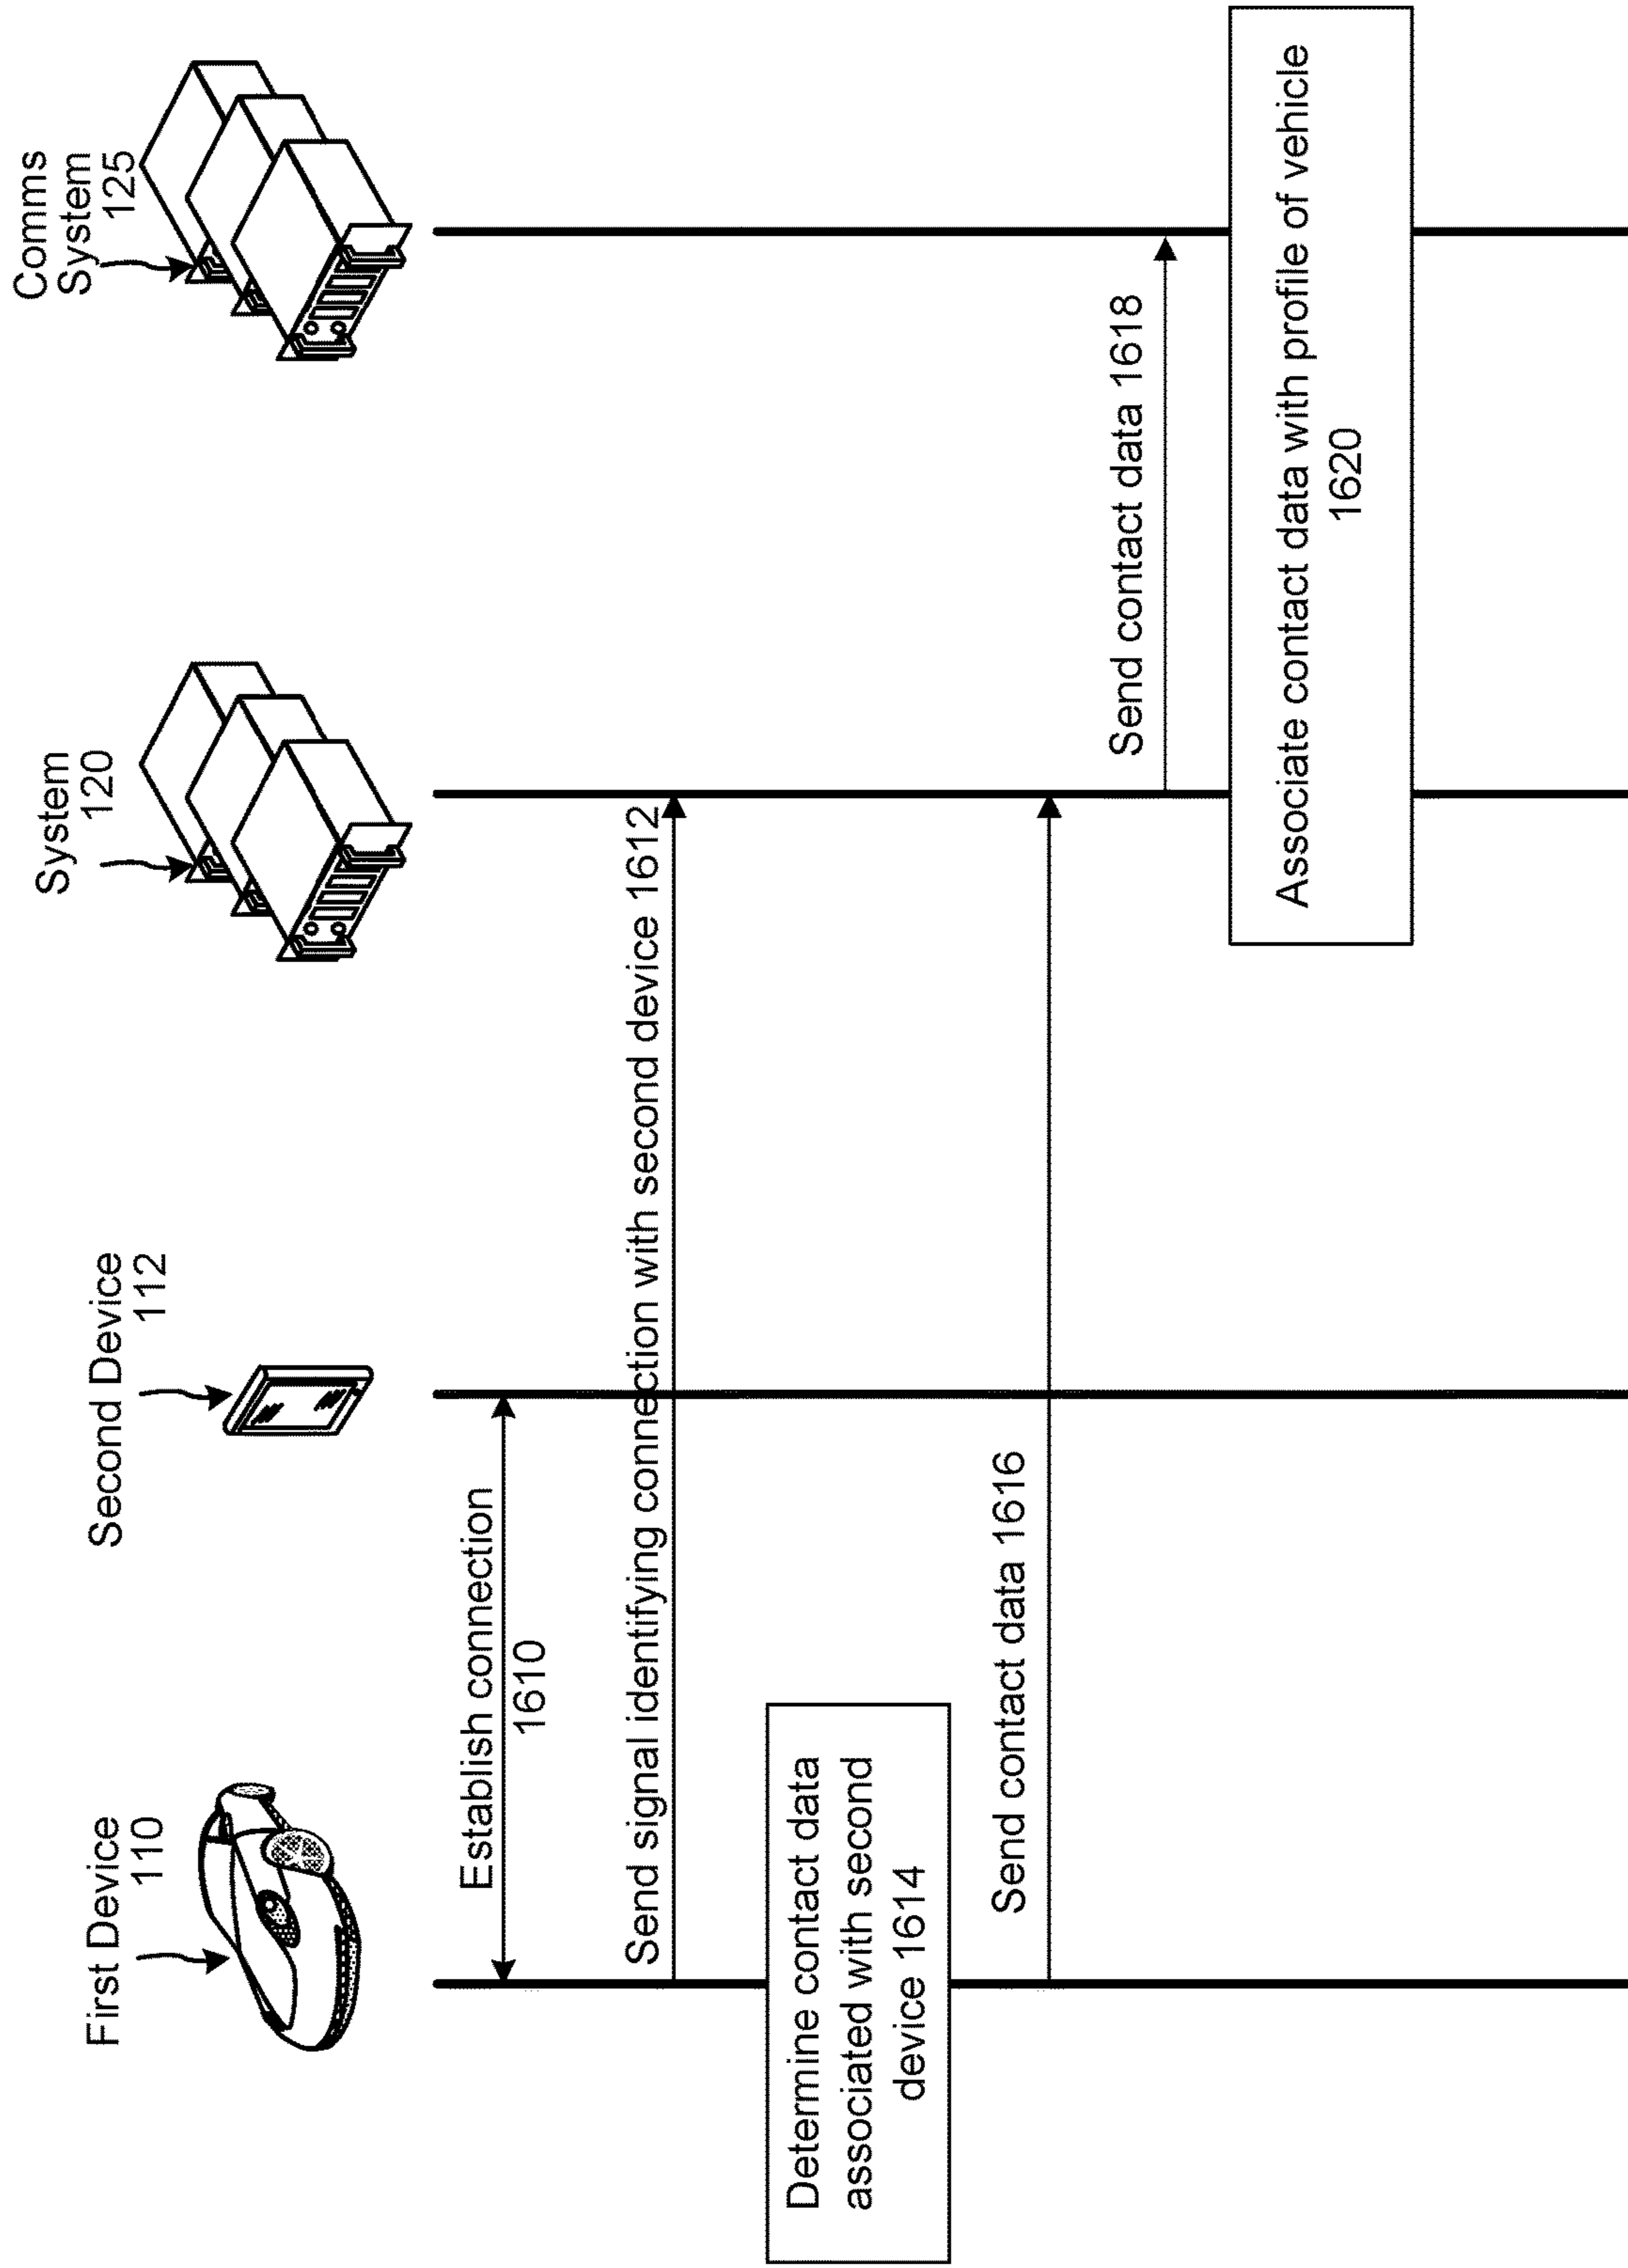 First Device
110
Second Device
112
System
120
Comms
System
125
Establish connection
1610
Send signal identifying connection with second device 1612
Determine contact data
associated with second
device 1614
Send contact data 1616
Send contact data 1618
Associate contact data with profile of vehicle
1620